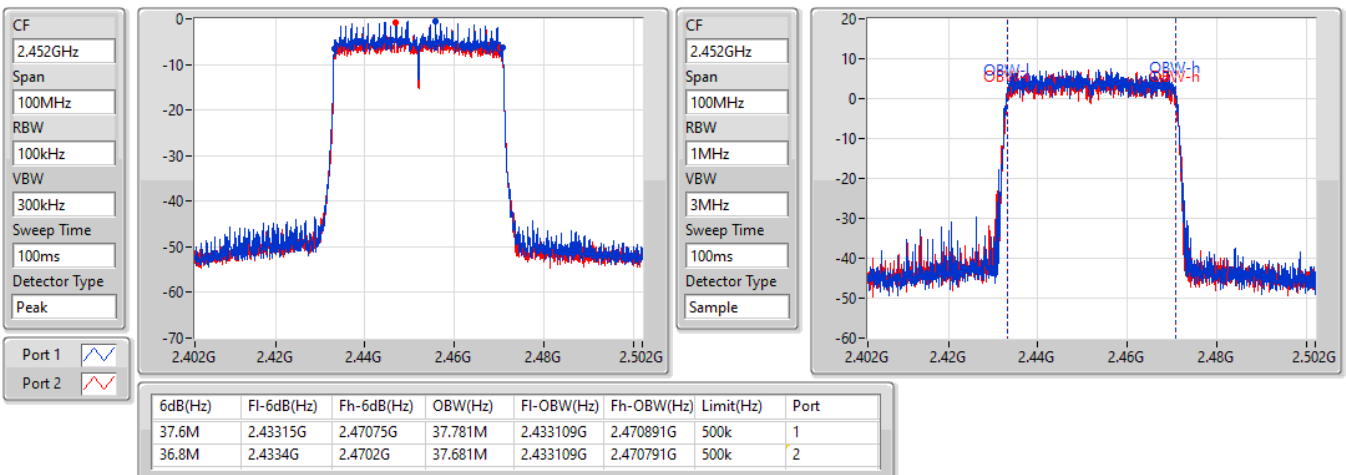 CF
2.452GHz
Span
100MHz
RBW
100kHz
VBW
300kHz
Sweep Time
100ms
Detector Type
Peak
Port 1
Port 2
0-
-10-
-20-
-30-
-40-
-50-
-60-
-70-
2.402G 2.42G 2.44G 2.46G 2.48G 2.502G
CF
2.452GHz
Span
100MHz
RBW
1MHz
VBW
3MHz
Sweep Time
100ms
Detector Type
Sample
20-
10-
0-
-10-
-20-
-30-
-40-
-50-
-60-
OBW-l OBW-h
OBW-l OBW-h
2.402G 2.42G 2.44G 2.46G 2.48G 2.502G
6dB(Hz) Fl-6dB(Hz) Fh-6dB(Hz) OBW(Hz) Fl-OBW(Hz) Fh-OBW(Hz) Limit(Hz) Port
37.6M 2.43315G 2.47075G 37.781M 2.433109G 2.470891G 500k 1
36.8M 2.4334G 2.4702G 37.681M 2.433109G 2.470791G 500k 2